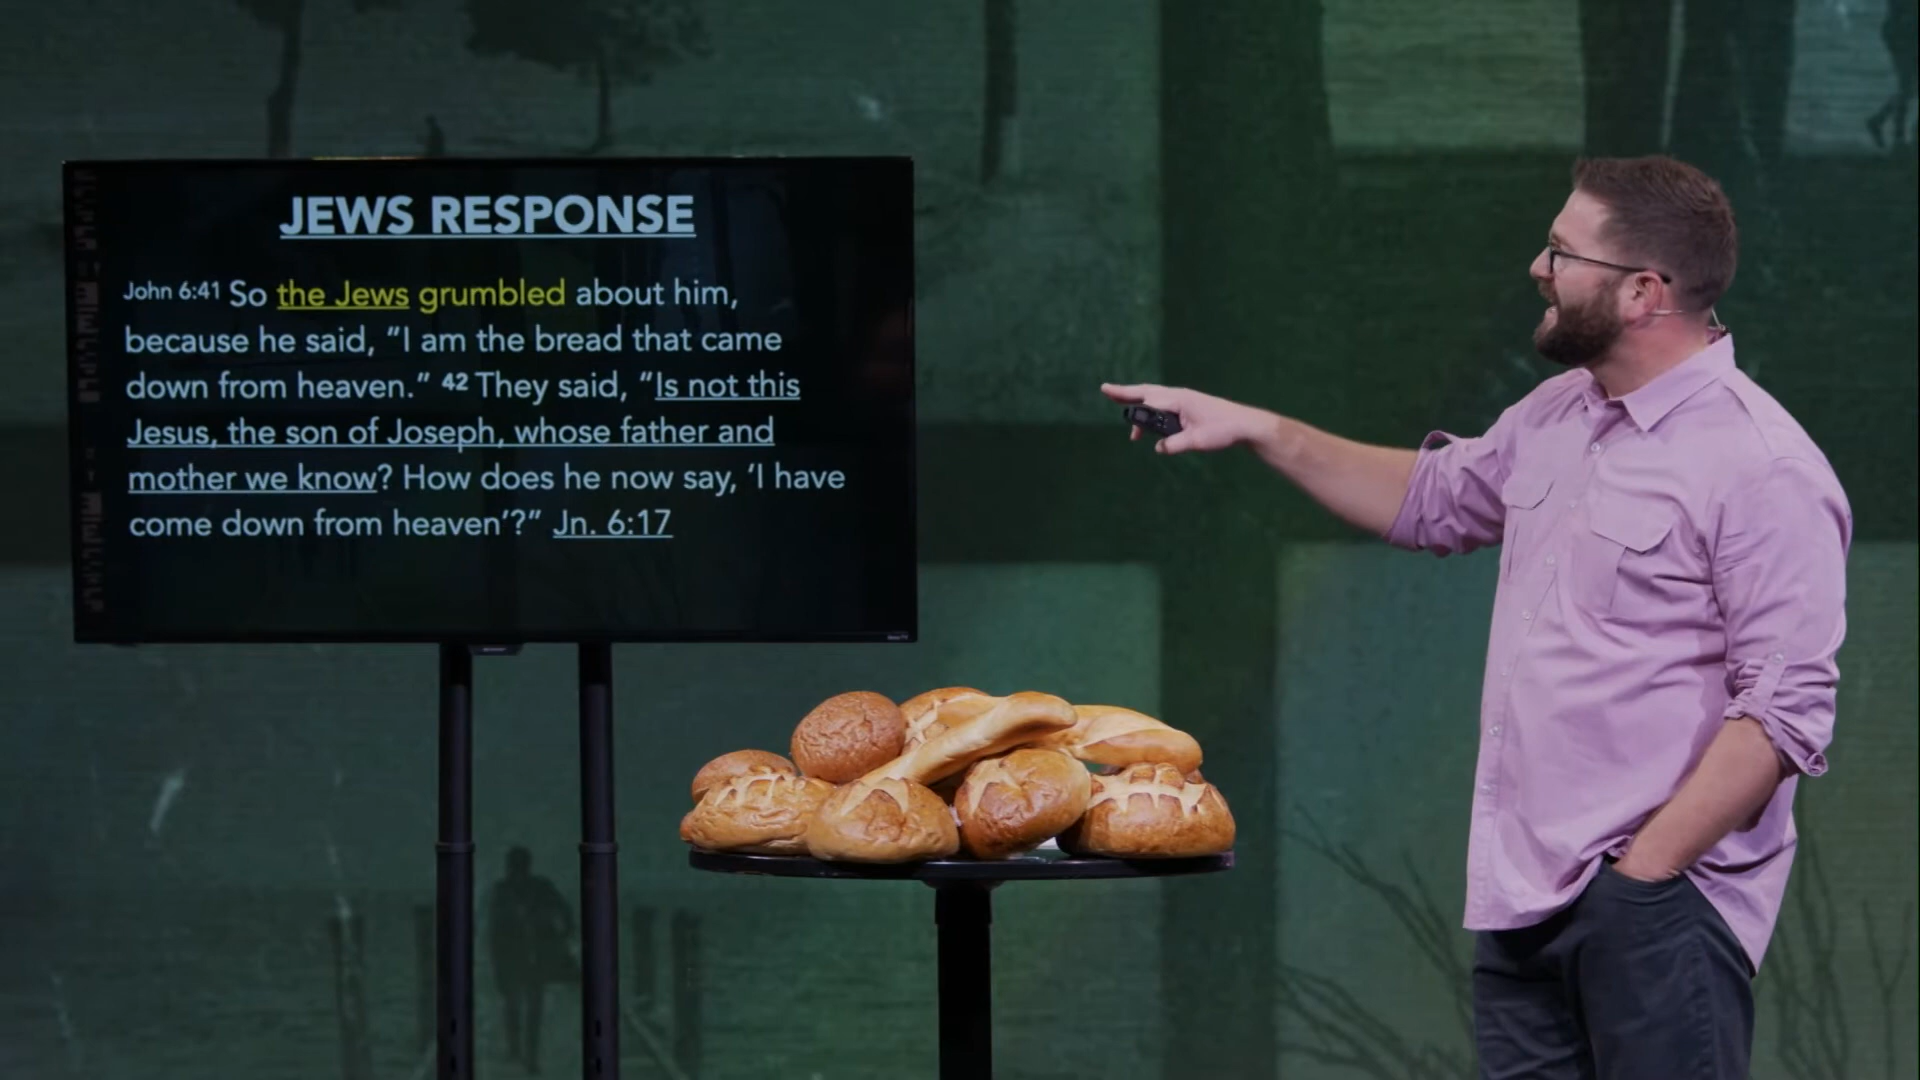 JEWS RESPONSE
John 6:41 So the Jews grumbled about him,
because he said, “I am the bread that came
down from heaven.” 42 They said, “Is not this
Jesus, the son of Joseph, whose father and
mother we know? How does he now say, ‘I have
come down from heaven’?” Jn. 6:17